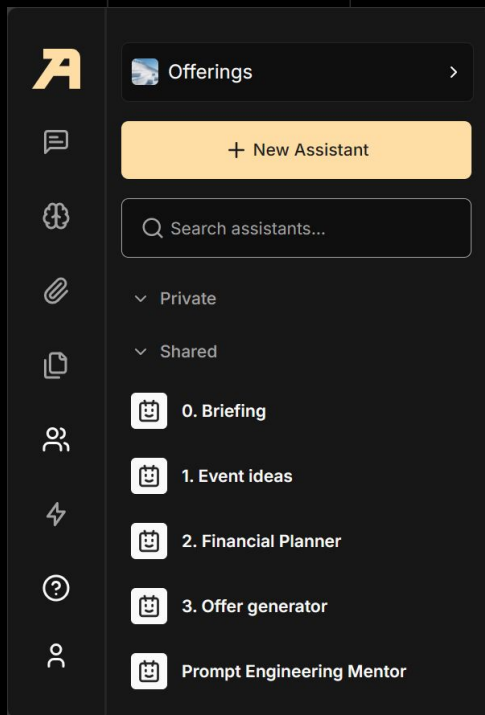 Offerings
+ New Assistant
Search assistants...
Private
Shared
0. Briefing
1. Event ideas
2. Financial Planner
3. Offer generator
Prompt Engineering Mentor